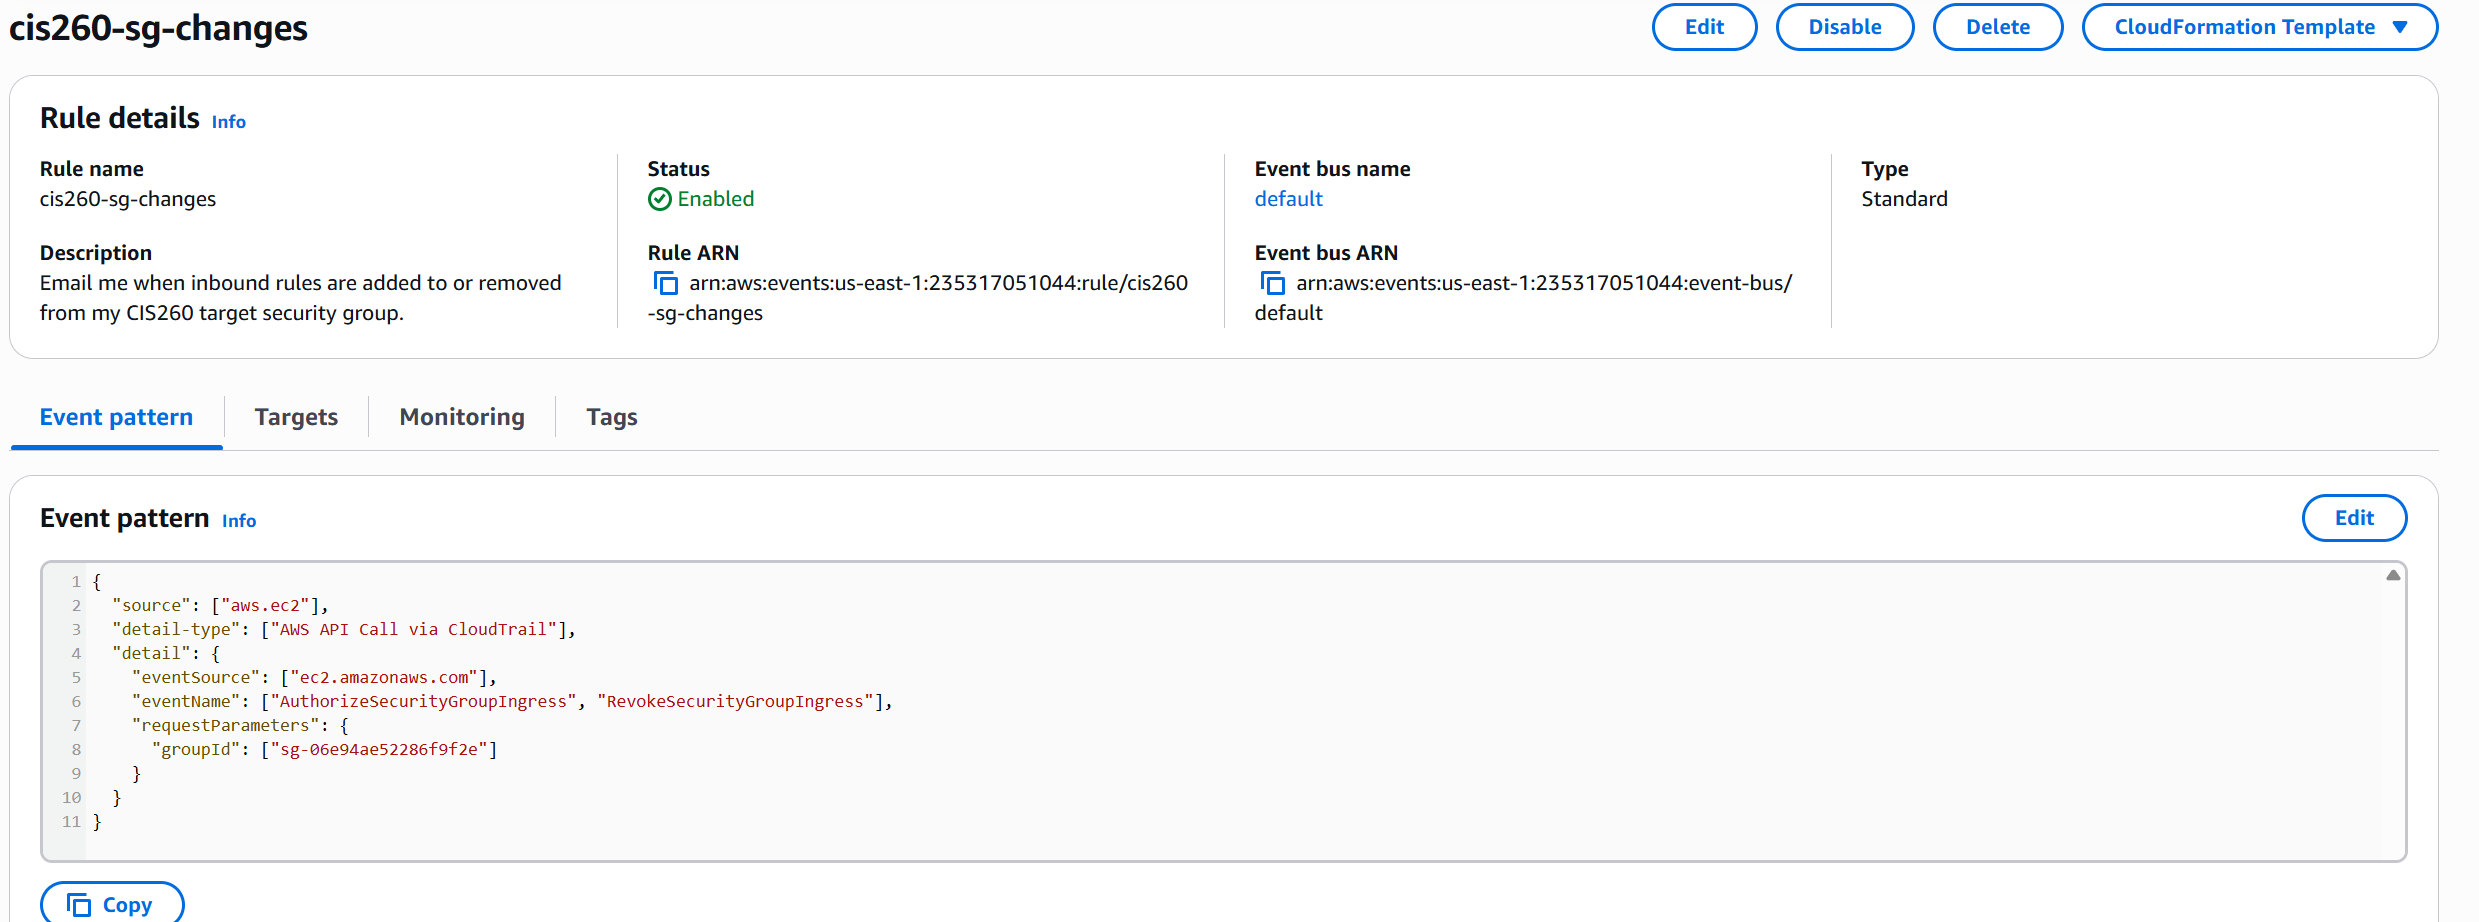 cis260-sg-changes
Edit
Disable
Delete
CloudFormation Template
Rule details Info
Rule name
cis260-sg-changes
Status
Enabled
Event bus name
default
Type
Standard
Description
Email me when inbound rules are added to or removed
from my CIS260 target security group.
Rule ARN
arn:aws:events:us-east-1:235317051044:rule/cis260
-sg-changes
Event bus ARN
arn:aws:events:us-east-1:235317051044:event-bus/
default
Event pattern
Targets
Monitoring
Tags
Event pattern Info
Edit
1 {
2 "source": ["aws.ec2"],
3 "detail-type": ["AWS API Call via CloudTrail"],
4 "detail": {
5 "eventSource": ["ec2.amazonaws.com"],
6 "eventName": ["AuthorizeSecurityGroupIngress", "RevokeSecurityGroupIngress"],
7 "requestParameters": {
8 "groupId": ["sg-06e94ae52286f9f2e"]
9 }
10 }
11 }
Copy